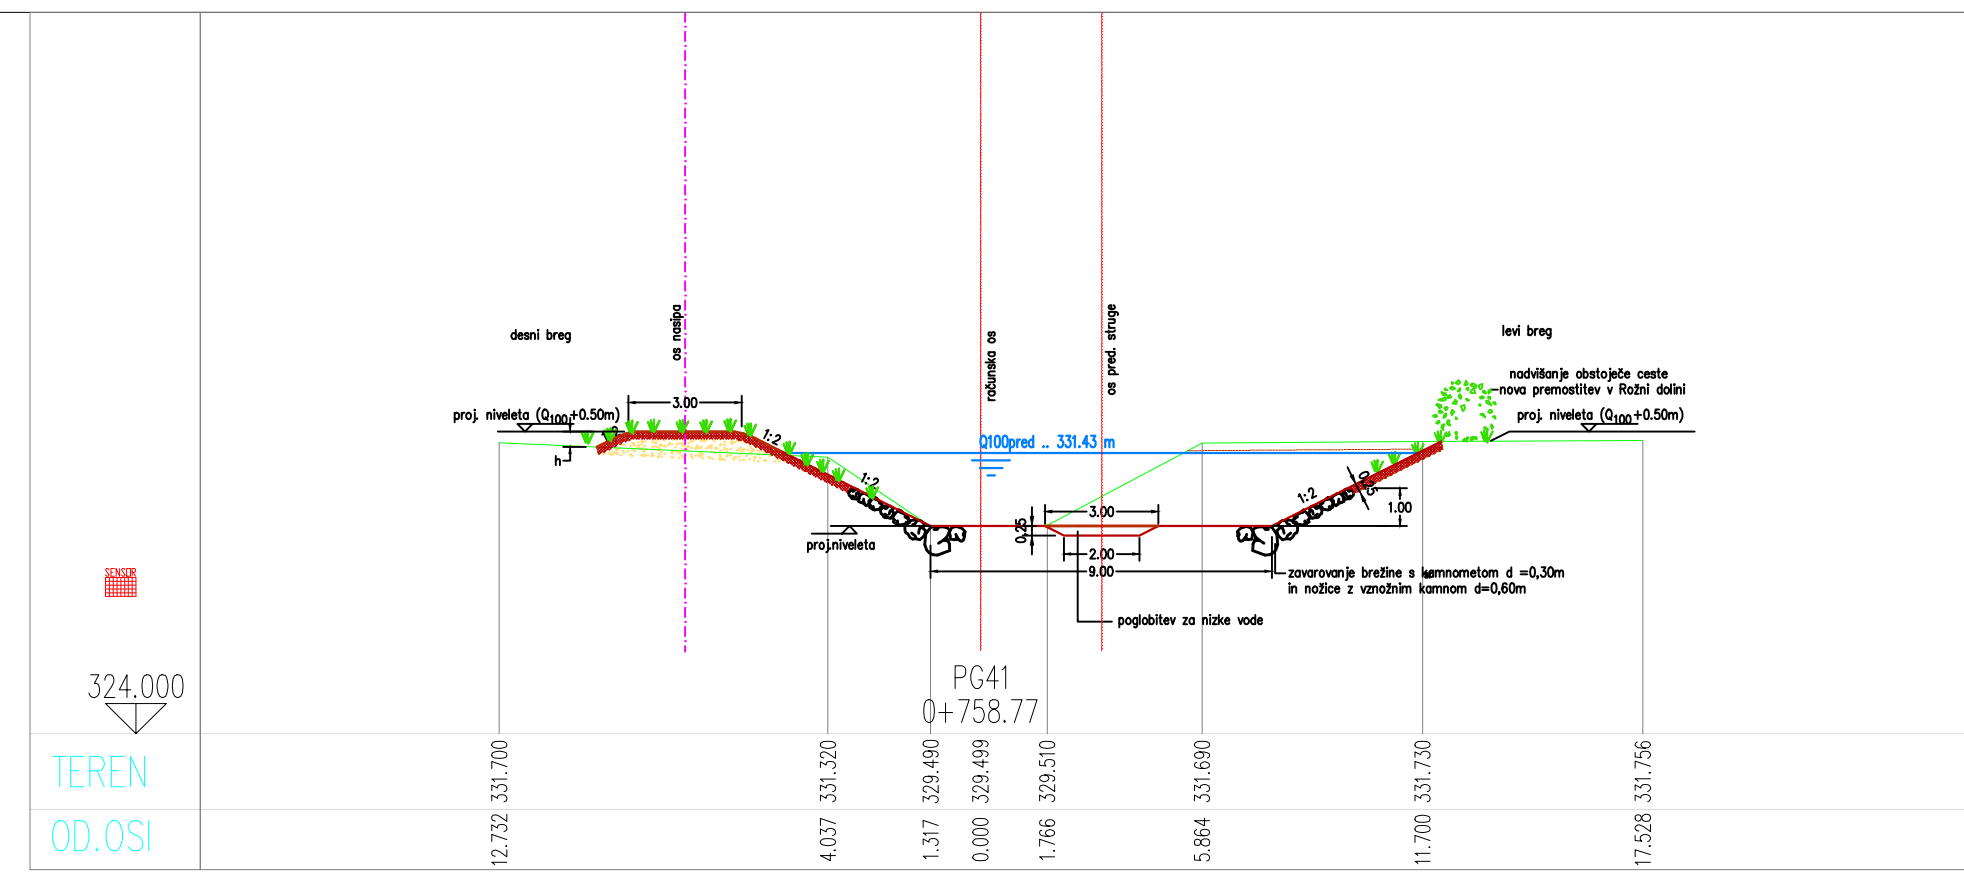 os nasipa
računska os
os pred. struge
desni breg
levi breg
nadvišanje obstoječe ceste
nova premostitev v Rožni dolini
proj. niveleta (Q100+0.50m)
3.00
proj. niveleta (Q100+0.50m)
1:2
Q100pred .. 331.43 m
h
1:2
1:2
1.00
3.00
0,25
proj.niveleta
2.00
9.00
zavarovanje brežine s kamnometom d =0,30m
in nožice z vznožnim kamnom d=0,60m
poglobitev za nizke vode
SENSOR
324.000
PG41
0+758.77
TEREN
331.700
331.320
329.490
329.499
329.510
331.690
331.730
331.756
OD.OSI
12.732
4.037
1.317
0.000
1.766
5.864
11.700
17.528